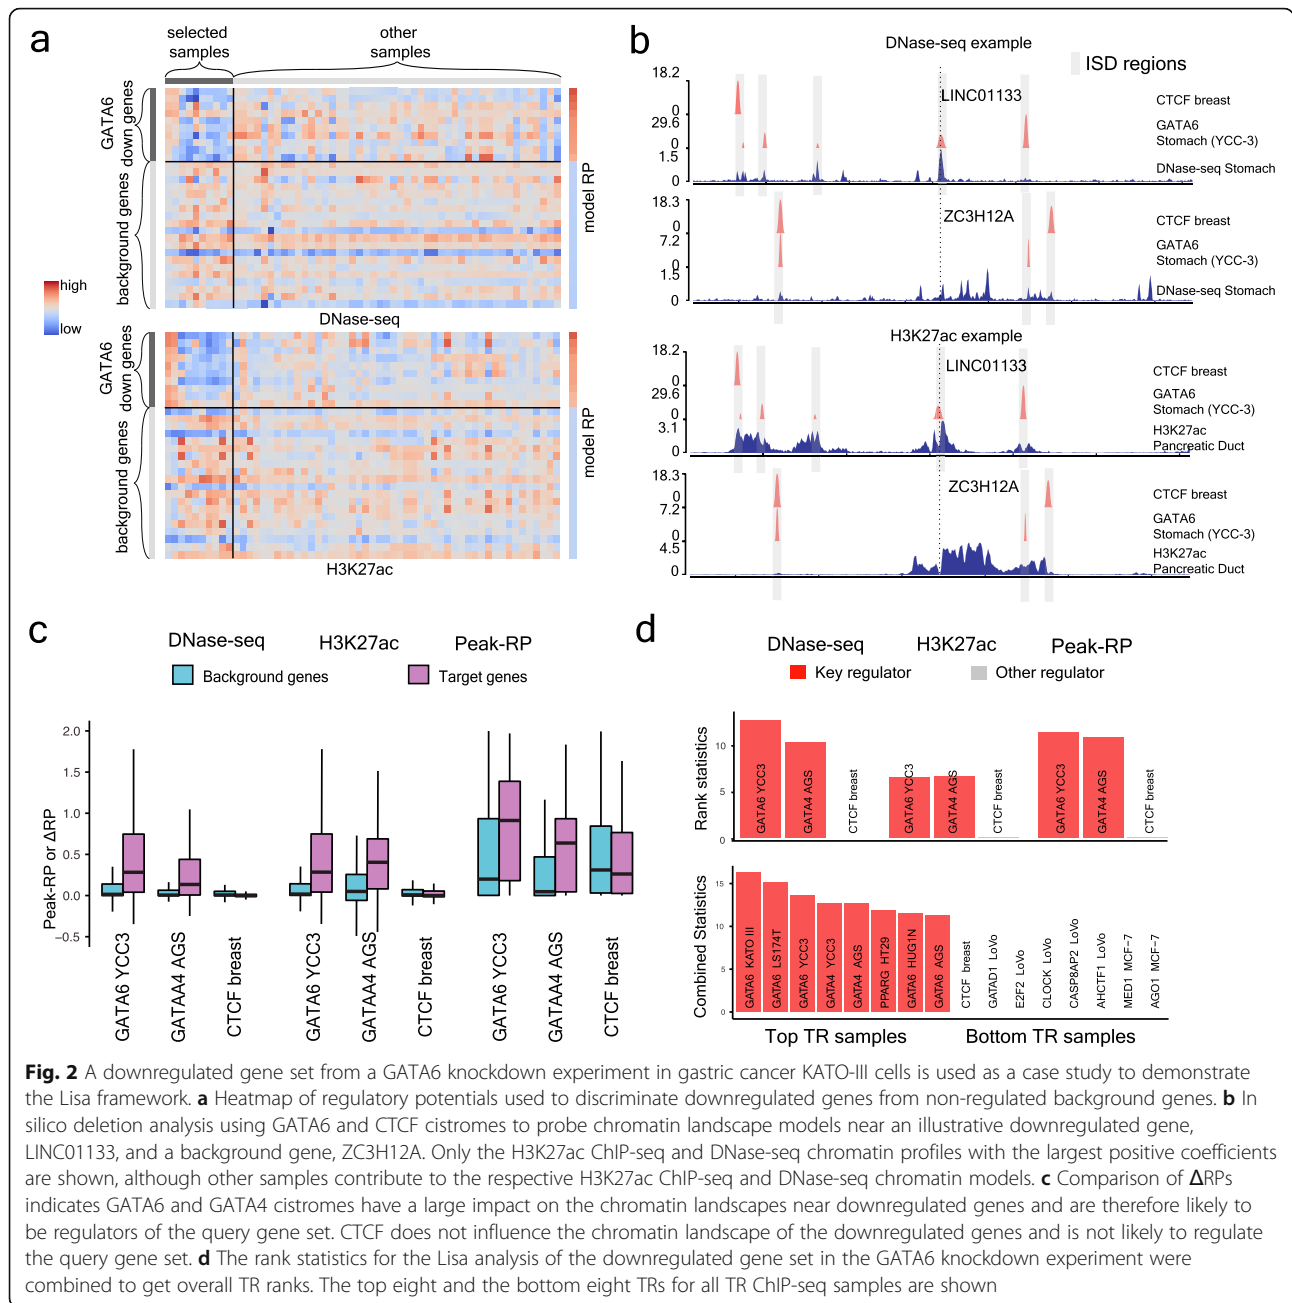 a
selected
samples
other
samples
GATA6
down genes
background genes
model RP
high
low
DNase-seq
GATA6
down genes
background genes
model RP
H3K27ac
b
DNase-seq example
ISD regions
18.2
0
LINC01133
CTCF breast
29.6
0
GATA6
Stomach (YCC-3)
1.5
0
DNase-seq Stomach
18.3
0
ZC3H12A
CTCF breast
7.2
0
GATA6
Stomach (YCC-3)
1.5
0
DNase-seq Stomach
H3K27ac example
18.2
0
LINC01133
CTCF breast
29.6
0
GATA6
Stomach (YCC-3)
3.1
0
H3K27ac
Pancreatic Duct
18.3
0
ZC3H12A
CTCF breast
7.2
0
GATA6
Stomach (YCC-3)
4.5
0
H3K27ac
Pancreatic Duct
c
DNase-seq H3K27ac Peak-RP
Background genes Target genes
Peak-RP or ΔRP
2.0
1.5
1.0
0.5
0.0
−0.5
GATA6 YCC3
GATAA4 AGS
CTCF breast
GATA6 YCC3
GATAA4 AGS
CTCF breast
GATA6 YCC3
GATAA4 AGS
CTCF breast
d
DNase-seq H3K27ac Peak-RP
Key regulator Other regulator
Rank statistics
10
5
0
GATA6 YCC3
GATA4 AGS
CTCF breast
GATA6 YCC3
GATA4 AGS
CTCF breast
GATA6 YCC3
GATA4 AGS
CTCF breast
Combined Statistics
15
10
5
0
GATA6 KATO III
GATA6 LS174T
GATA6 YCC3
GATA4 YCC3
GATA4 AGS
PPARG HT29
GATA6 HUG1N
GATA6 AGS
CTCF breast
GATAD1 LoVo
E2F2 LoVo
CLOCK LoVo
CASP8AP2 LoVo
AHCTF1 LoVo
MED1 MCF−7
AGO1 MCF−7
Top TR samples Bottom TR samples
Fig. 2 A downregulated gene set from a GATA6 knockdown experiment in gastric cancer KATO-III cells is used as a case study to demonstrate
the Lisa framework. a Heatmap of regulatory potentials used to discriminate downregulated genes from non-regulated background genes. b In
silico deletion analysis using GATA6 and CTCF cistromes to probe chromatin landscape models near an illustrative downregulated gene,
LINC01133, and a background gene, ZC3H12A. Only the H3K27ac ChIP-seq and DNase-seq chromatin profiles with the largest positive coefficients
are shown, although other samples contribute to the respective H3K27ac ChIP-seq and DNase-seq chromatin models. c Comparison of ΔRPs
indicates GATA6 and GATA4 cistromes have a large impact on the chromatin landscapes near downregulated genes and are therefore likely to
be regulators of the query gene set. CTCF does not influence the chromatin landscape of the downregulated genes and is not likely to regulate
the query gene set. d The rank statistics for the Lisa analysis of the downregulated gene set in the GATA6 knockdown experiment were
combined to get overall TR ranks. The top eight and the bottom eight TRs for all TR ChIP-seq samples are shown